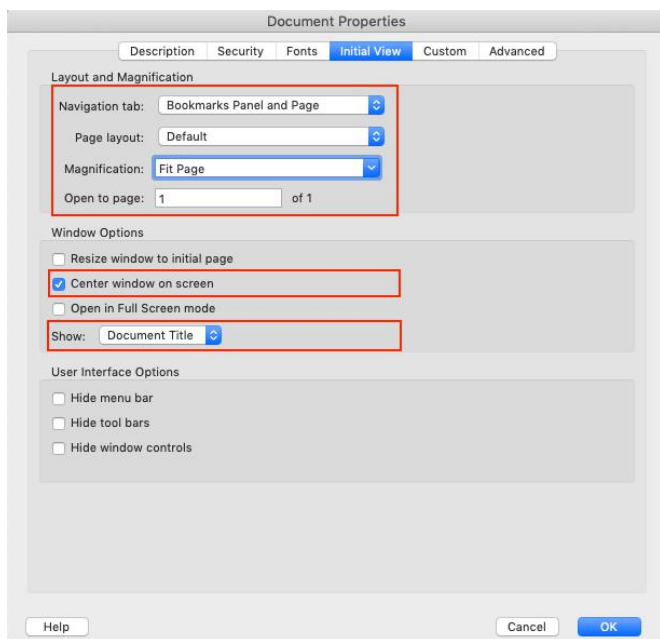 Document Properties
Description Security Fonts Initial View Custom Advanced
Layout and Magnification
Navigation tab: Bookmarks Panel and Page
Page layout: Default
Magnification: Fit Page
Open to page: 1 of 1
Window Options
Resize window to initial page
Center window on screen
Open in Full Screen mode
Show: Document Title
User Interface Options
Hide menu bar
Hide tool bars
Hide window controls
Help Cancel OK